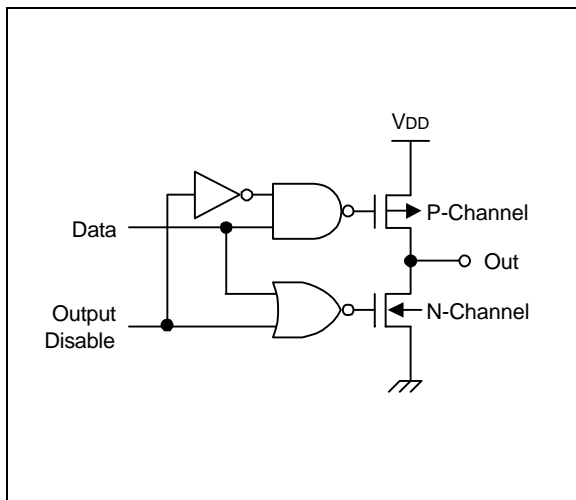 VDD
P-Channel
Data
Out
Output
Disable
N-Channel